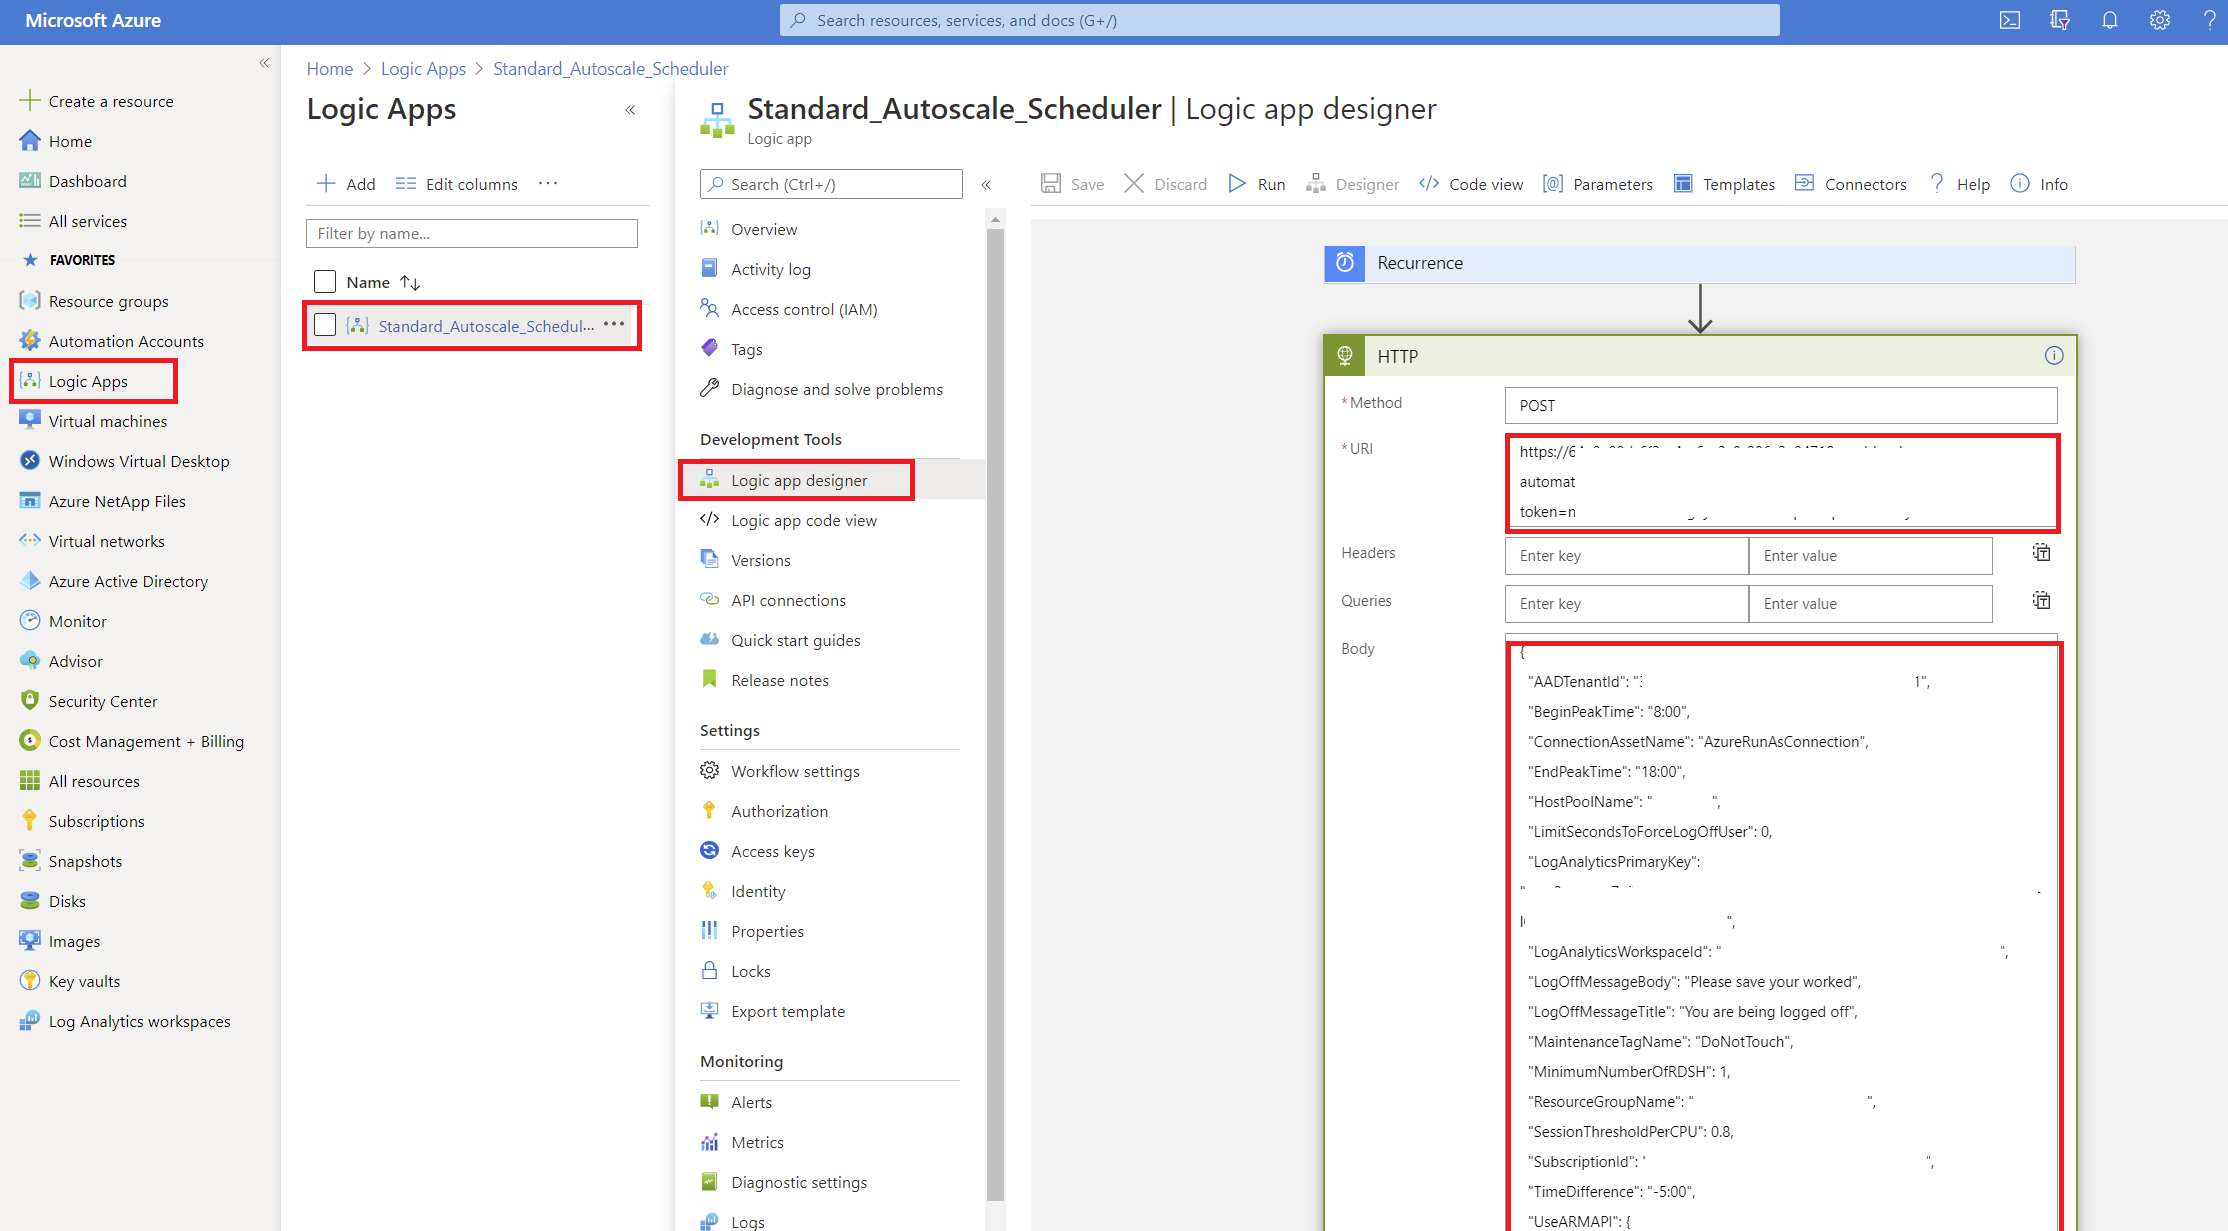 Microsoft Azure
Search resources, services, and docs (G+/)
Create a resource
Home
Dashboard
All services
FAVORITES
Resource groups
Automation Accounts
Logic Apps
Virtual machines
Windows Virtual Desktop
Azure NetApp Files
Virtual networks
Azure Active Directory
Monitor
Advisor
Security Center
Cost Management + Billing
All resources
Subscriptions
Snapshots
Disks
Images
Key vaults
Log Analytics workspaces
Home > Logic Apps > Standard_Autoscale_Scheduler
Logic Apps
Add
Edit columns
Filter by name...
Name
Standard_Autoscale_Schedul...
Standard_Autoscale_Scheduler | Logic app designer
Logic app
Search (Ctrl+/)
Overview
Activity log
Access control (IAM)
Tags
Diagnose and solve problems
Development Tools
Logic app designer
Logic app code view
Versions
API connections
Quick start guides
Release notes
Settings
Workflow settings
Authorization
Access keys
Identity
Properties
Locks
Export template
Monitoring
Alerts
Metrics
Diagnostic settings
Logs
Save
Discard
Run
Designer
Code view
Parameters
Templates
Connectors
Help
Info
Recurrence
HTTP
*Method
POST
*URI
https://6
automat
token=n
Headers
Enter key
Enter value
Queries
Enter key
Enter value
Body
{
"AADTenantId": " 1",
"BeginPeakTime": "8:00",
"ConnectionAssetName": "AzureRunAsConnection",
"EndPeakTime": "18:00",
"HostPoolName": " ",
"LimitSecondsToForceLogOffUser": 0,
"LogAnalyticsPrimaryKey":
",
"LogAnalyticsWorkspaceId": " ",
"LogOffMessageBody": "Please save your worked",
"LogOffMessageTitle": "You are being logged off",
"MaintenanceTagName": "DoNotTouch",
"MinimumNumberOfRDSH": 1,
"ResourceGroupName": " ",
"SessionThresholdPerCPU": 0.8,
"SubscriptionId": " ",
"TimeDifference": "-5:00",
"UseARMAPI": {